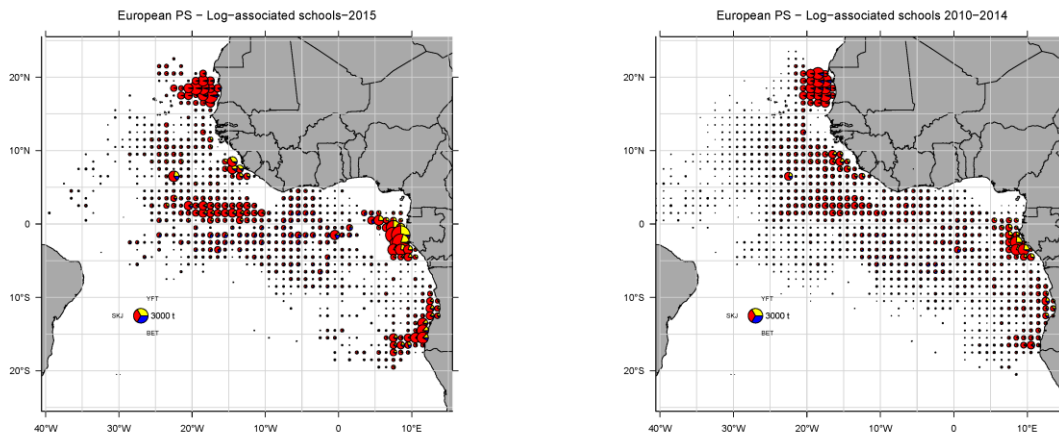 European PS − Log−associated schools−2015
20°N
10°N
0
10°S
20°S
YFT
SKJ
3000 t
BET
40°W
30°W
20°W
10°W
0
10°E
European PS − Log−associated schools 2010−2014
20°N
10°N
0
10°S
20°S
YFT
SKJ
3000 t
BET
40°W
30°W
20°W
10°W
0
10°E